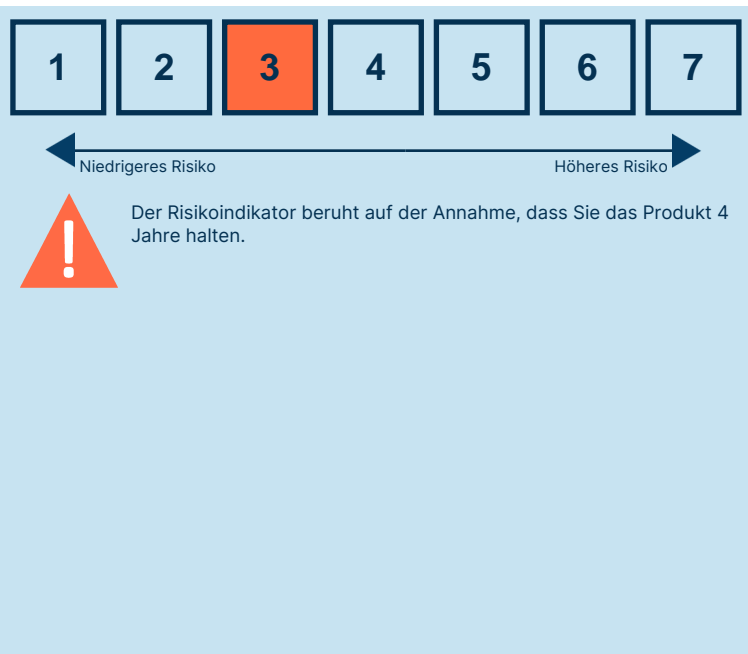 1 2 3 4 5 6 7
Niedrigeres Risiko Höheres Risiko
Der Risikoindikator beruht auf der Annahme, dass Sie das Produkt 4
Jahre halten.